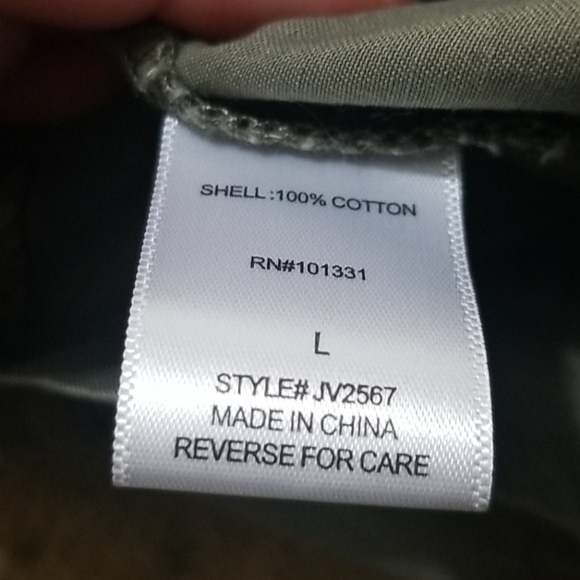 SHELL:100% COTTON
RN#101331
L
STYLE# JV2567
MADE IN CHINA
REVERSE FOR CARE